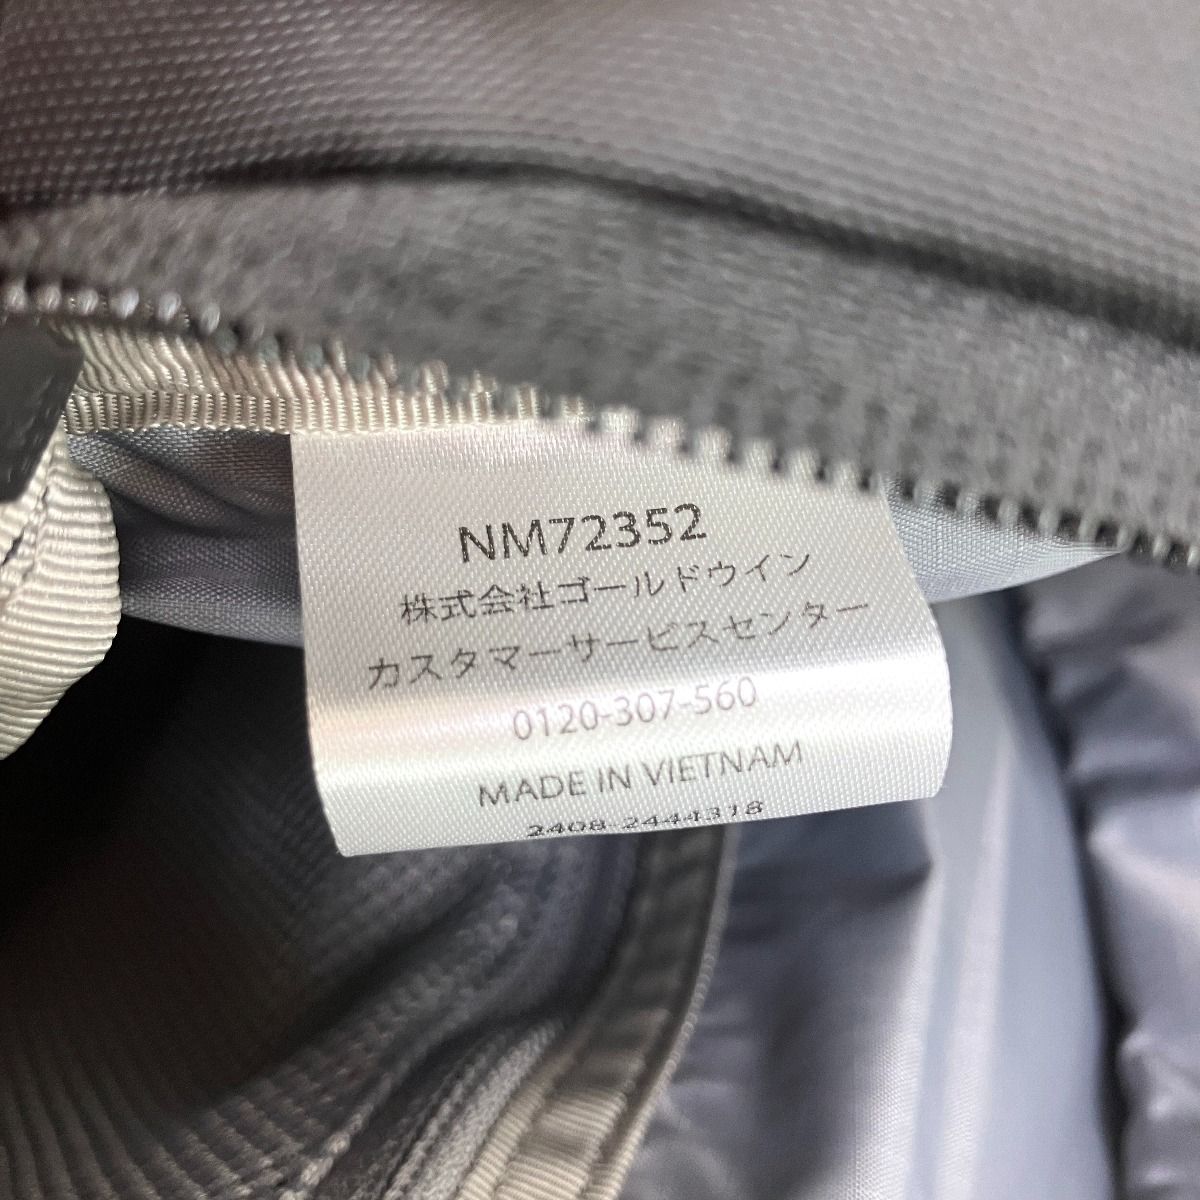 NM72352
株式会社ゴールドウイン
カスタマーサービスセンター
0120-307-560
MADE IN VIETNAM
2408-2444318